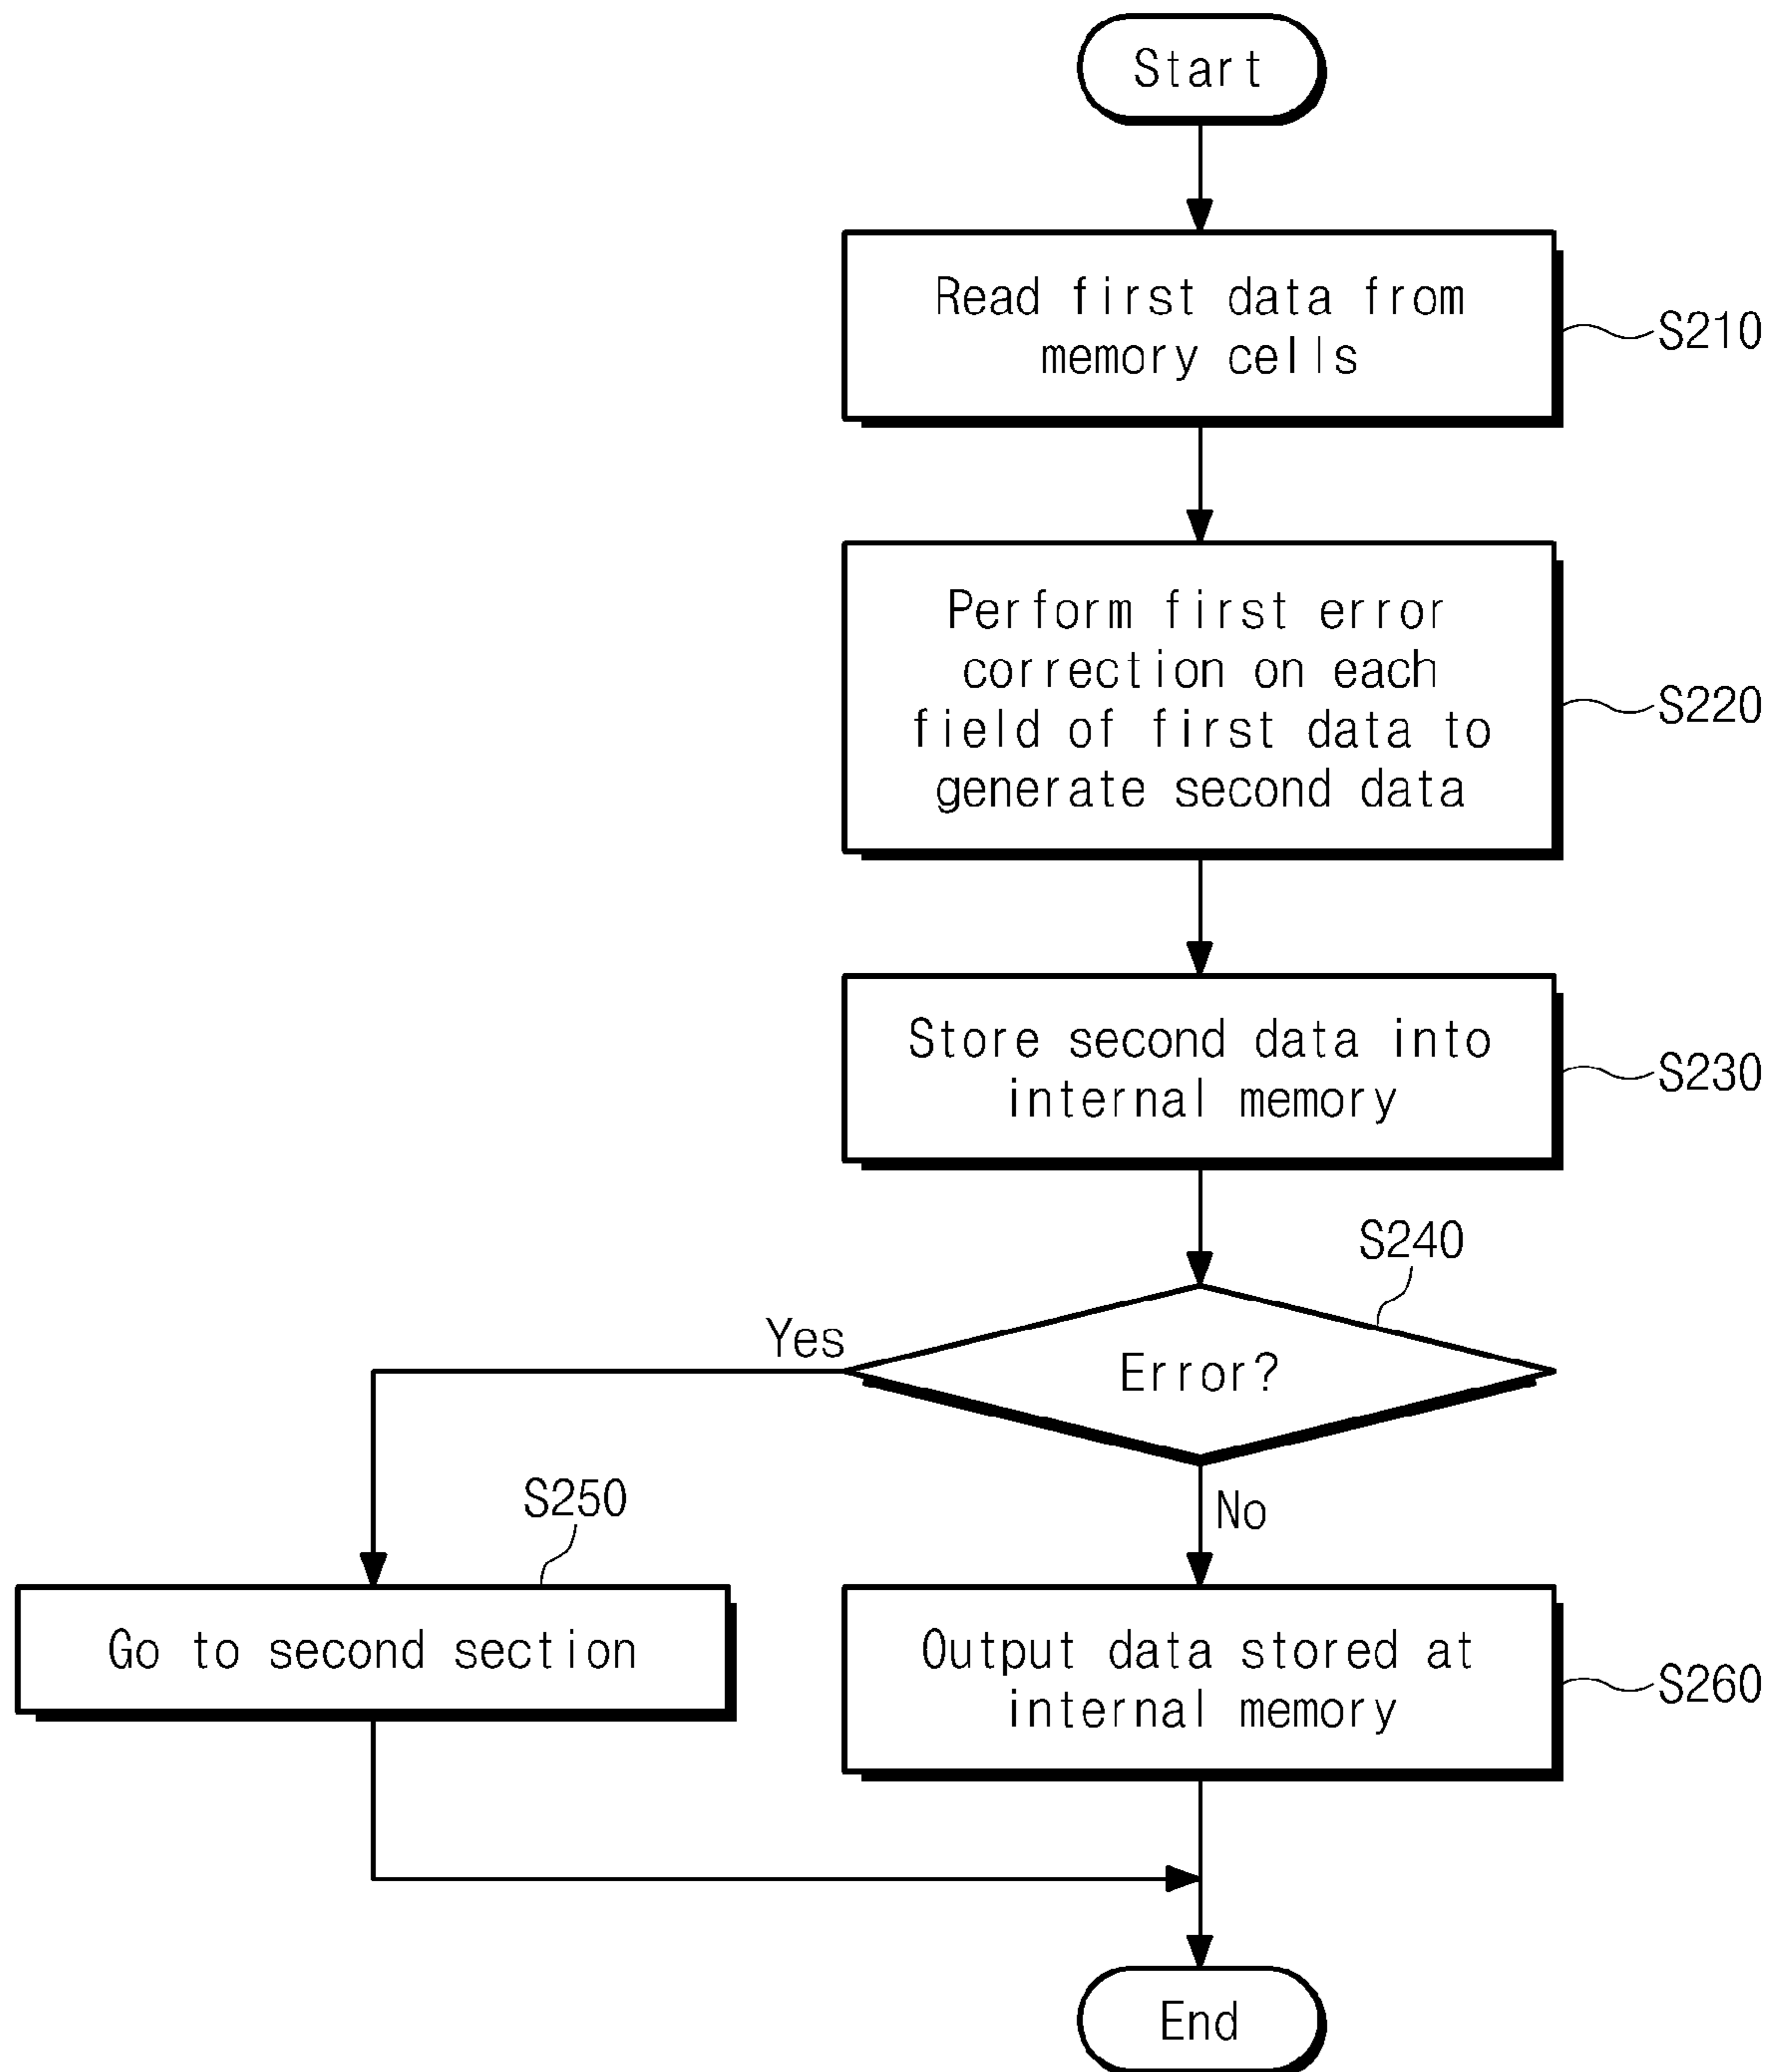 Start
Read first data from
memory cells
S210
Perform first error
correction on each
field of first data to
generate second data
S220
Store second data into
internal memory
S230
S240
Yes
Error?
No
S250
Go to second section
Output data stored at
internal memory
S260
End